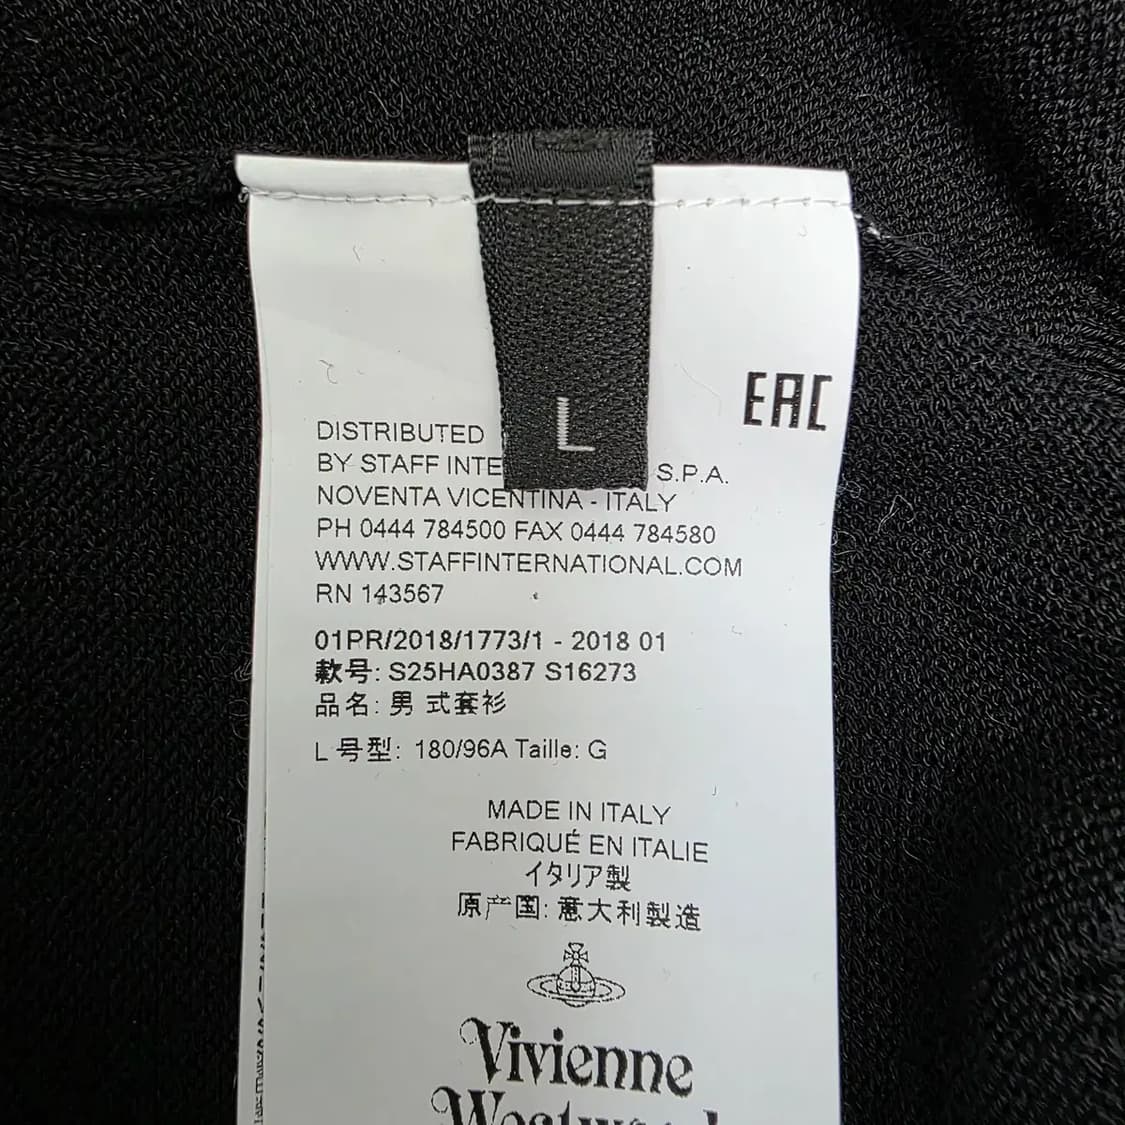 L
EAC
DISTRIBUTED
BY STAFF INTE S.P.A.
NOVENTA VICENTINA - ITALY
PH 0444 784500 FAX 0444 784580
WWW.STAFFINTERNATIONAL.COM
RN 143567
01PR/2018/1773/1 - 2018 01
款号: S25HA0387 S16273
品名: 男 式套衫
L 号型: 180/96A Taille: G
MADE IN ITALY
FABRIQUÉ EN ITALIE
イタリア製
原产国: 意大利製造
Vivienne
Westwood